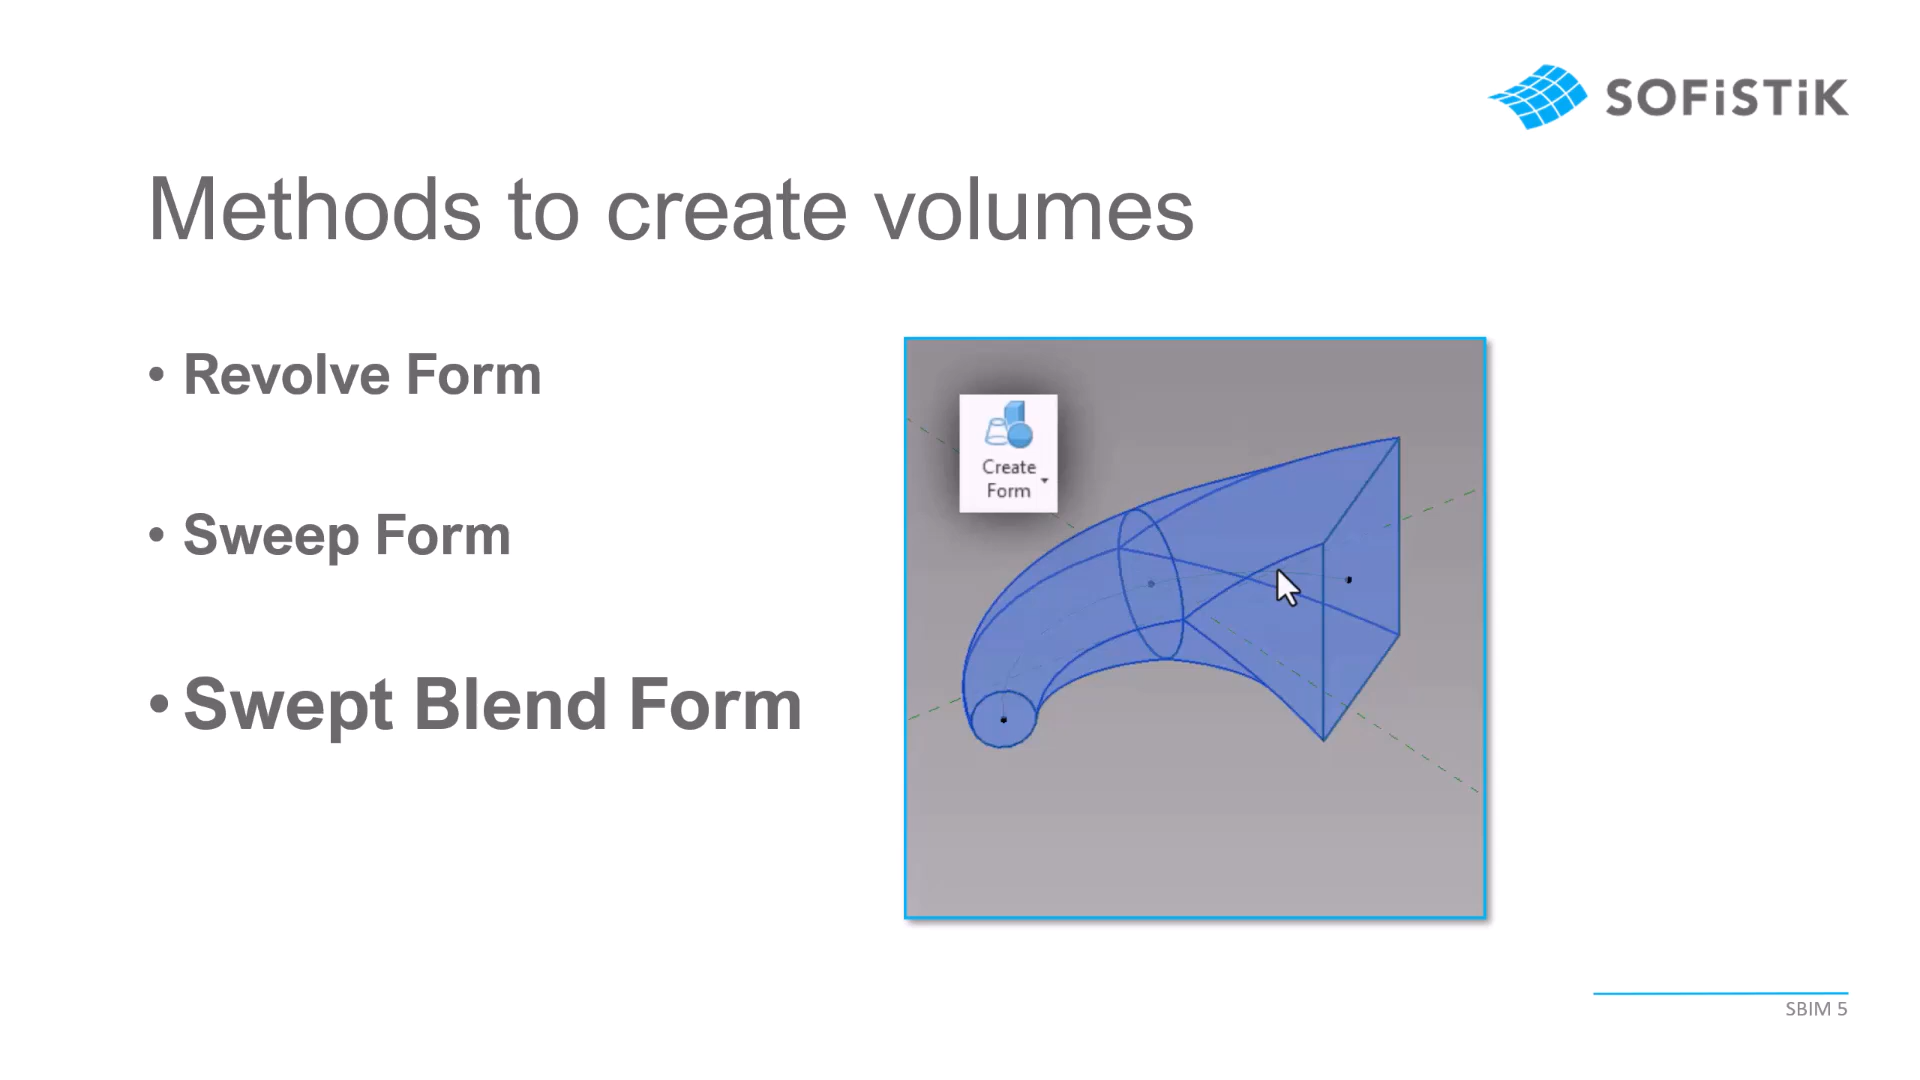 SOFiSTiK
Methods to create volumes
• Revolve Form
• Sweep Form
• Swept Blend Form
Create
Form
SBIM 5